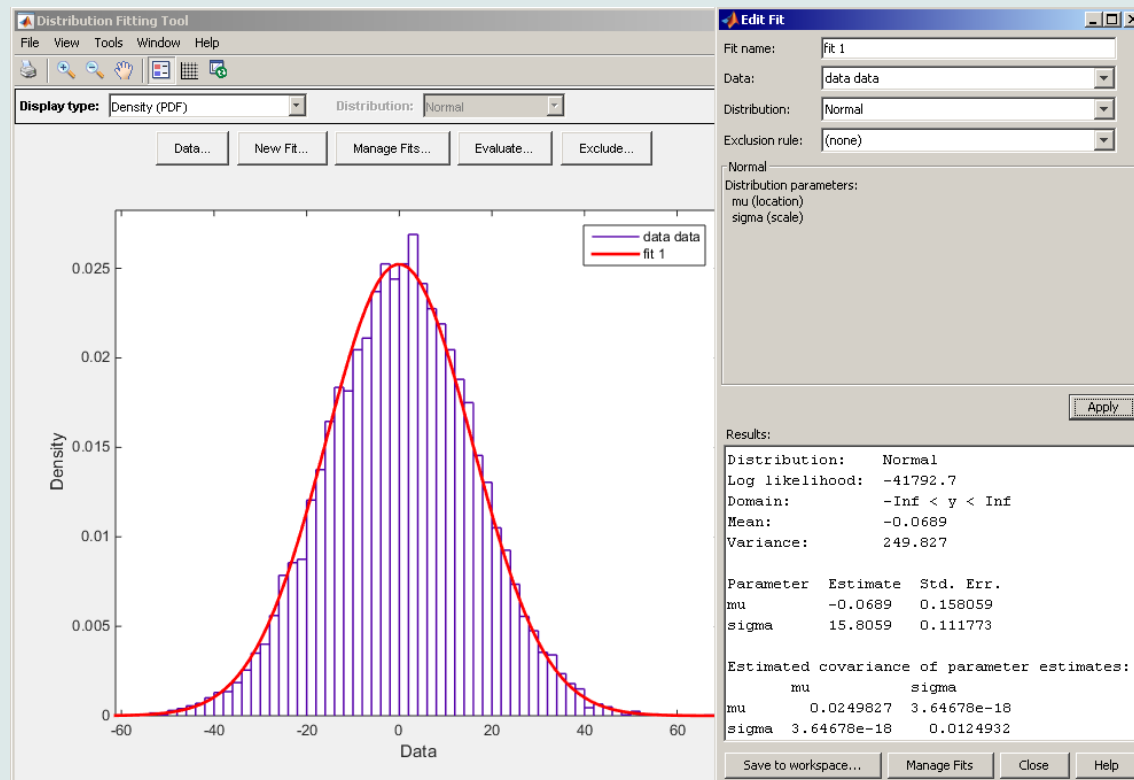 Distribution Fitting Tool
File View Tools Window Help
Display type: Density (PDF) Distribution: Normal
Data... New Fit... Manage Fits... Evaluate... Exclude...
data data
fit 1
0.025
0.02
0.015
0.01
0.005
0
Density
-60 -40 -20 0 20 40 60
Data
Edit Fit
Fit name: fit 1
Data: data data
Distribution: Normal
Exclusion rule: (none)
Normal
Distribution parameters:
mu (location)
sigma (scale)
Apply
Results:
Distribution: Normal
Log likelihood: -41792.7
Domain: -Inf < y < Inf
Mean: -0.0689
Variance: 249.827
Parameter Estimate Std. Err.
mu -0.0689 0.158059
sigma 15.8059 0.111773
Estimated covariance of parameter estimates:
mu sigma
mu 0.0249827 3.64678e-18
sigma 3.64678e-18 0.0124932
Save to workspace... Manage Fits Close Help